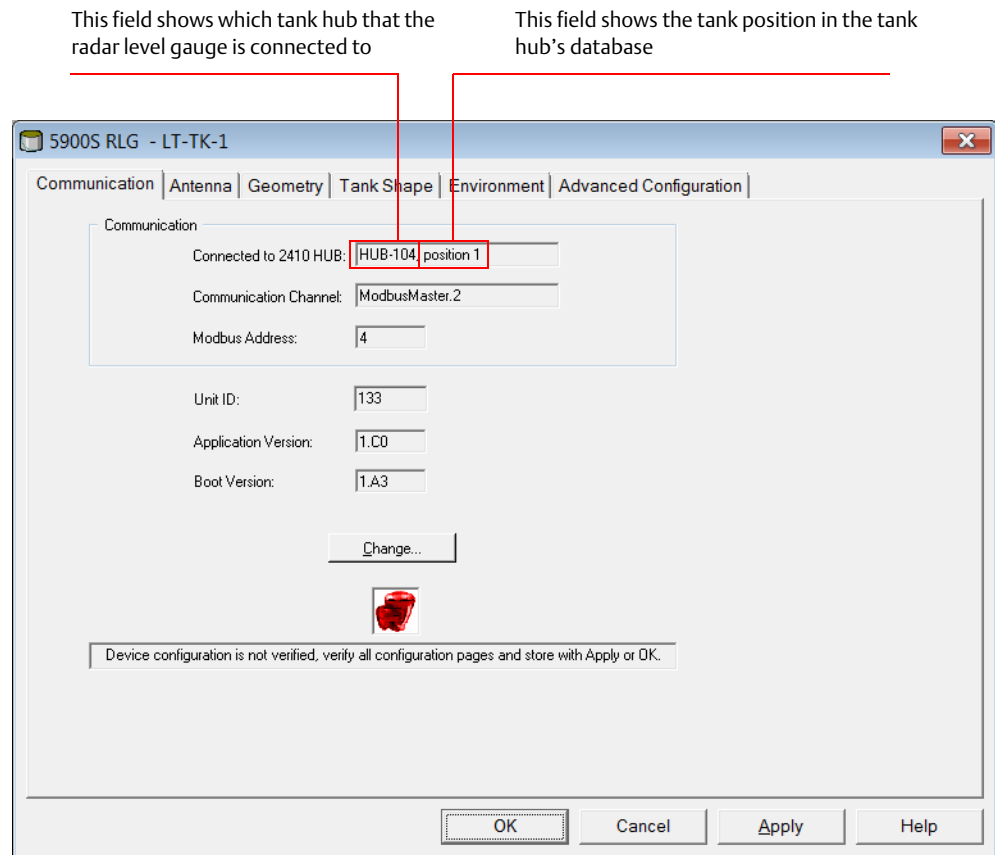 This field shows which tank hub that the
radar level gauge is connected to
This field shows the tank position in the tank
hub's database
5900S RLG - LT-TK-1
Communication Antenna Geometry Tank Shape Environment Advanced Configuration
Communication
Connected to 2410 HUB: HUB-104, position 1
Communication Channel: ModbusMaster.2
Modbus Address: 4
Unit ID: 133
Application Version: 1.C0
Boot Version: 1.A3
Change...
Device configuration is not verified, verify all configuration pages and store with Apply or OK.
OK Cancel Apply Help